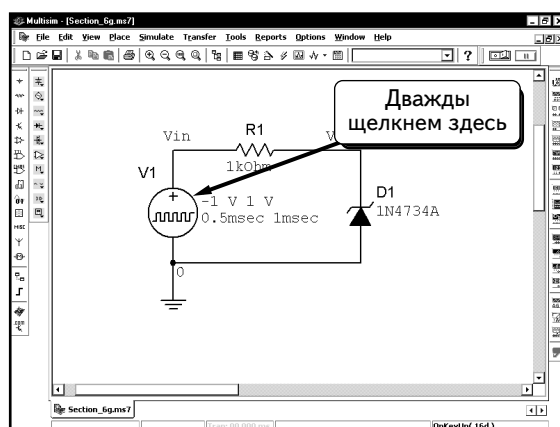 Multisim - [Section_6g.ms7]
File Edit View Place Simulate Transfer Tools Reports Options Window Help
Дважды
щелкнем здесь
Vin
R1
V
1kOhm
V1
D1
-1 V 1 V
1N4734A
0.5msec 1msec
0
MISC
Section_6g.ms7